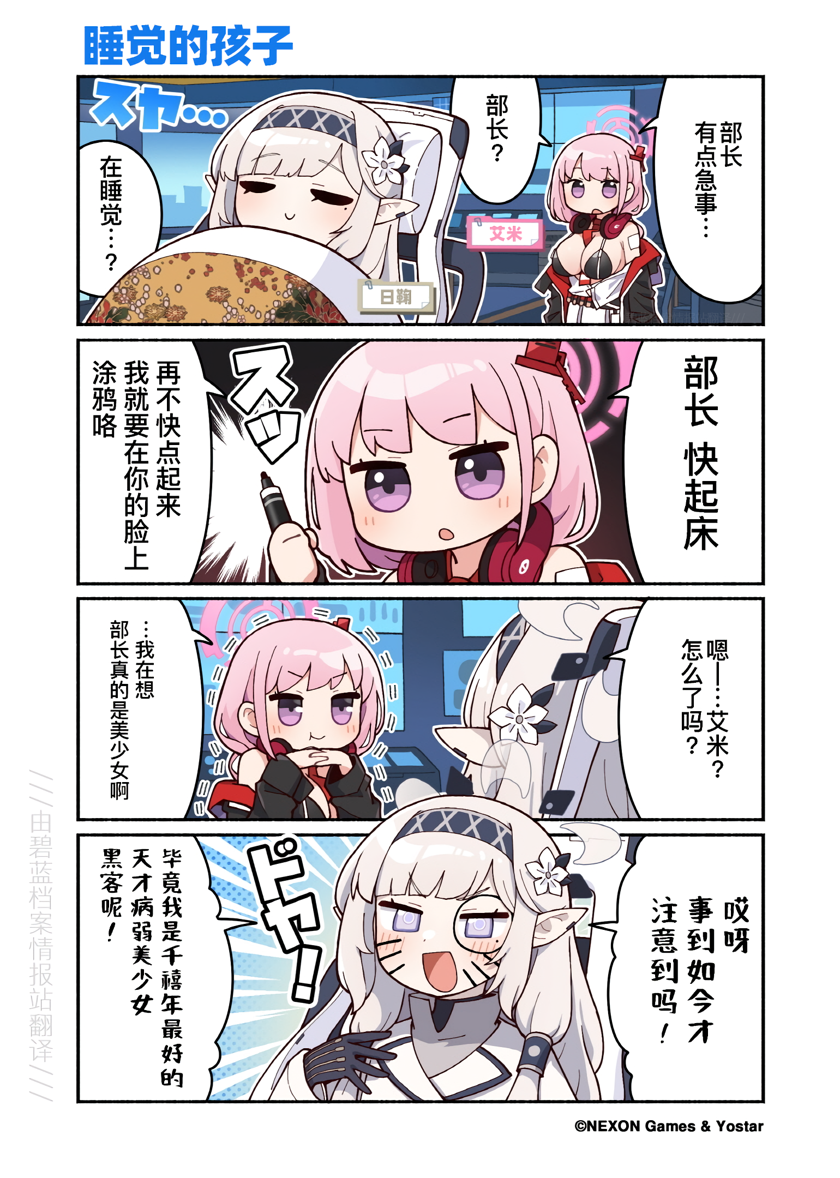 睡觉的孩子
部长
有点急事…
部长？
スヤ…
在睡觉…？
艾米
日鞠
部长 快起床
スッ
再不快点起来
我就要在你的脸上
涂鸦咯
嗯—…艾米？
怎么了吗？
…我在想
部长真的是美少女啊
哎呀
事到如今才
注意到吗！
ドヤ！
毕竟我是千禧年最好的
天才病弱美少女
黑客呢！
///由碧蓝档案情报站翻译///
©NEXON Games & Yostar